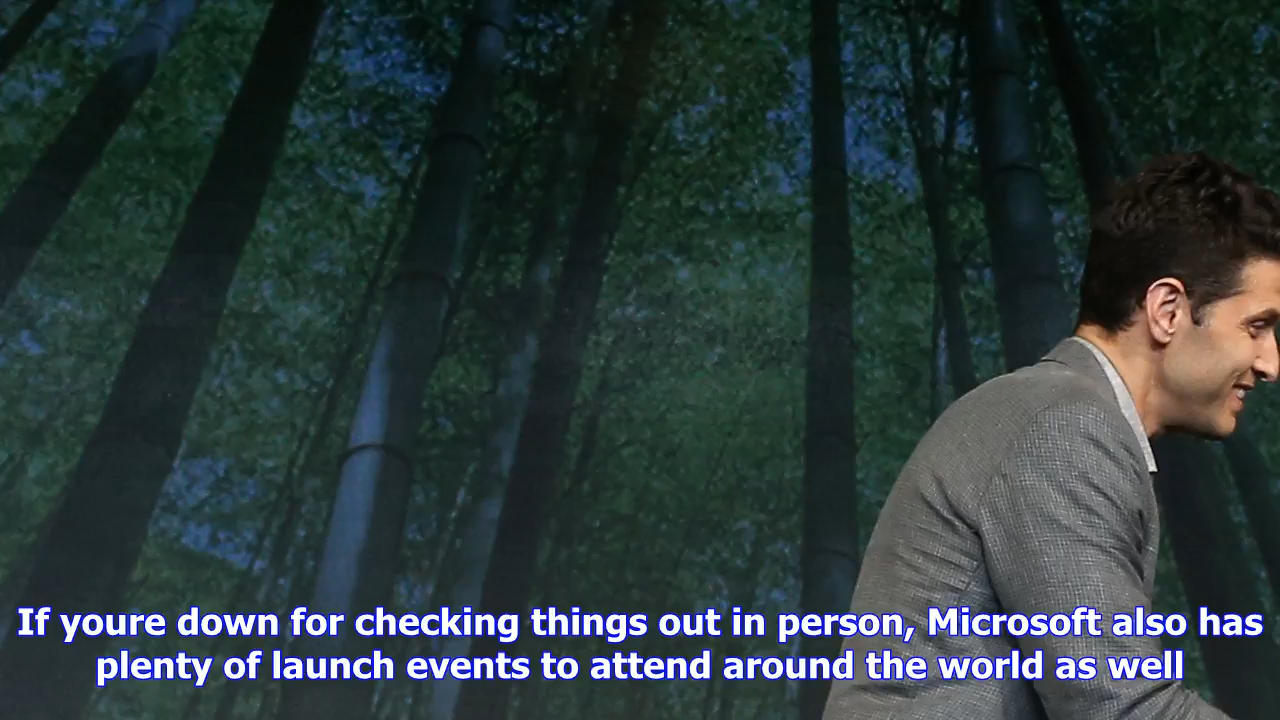 If youre down for checking things out in person, Microsoft also has
plenty of launch events to attend around the world as well